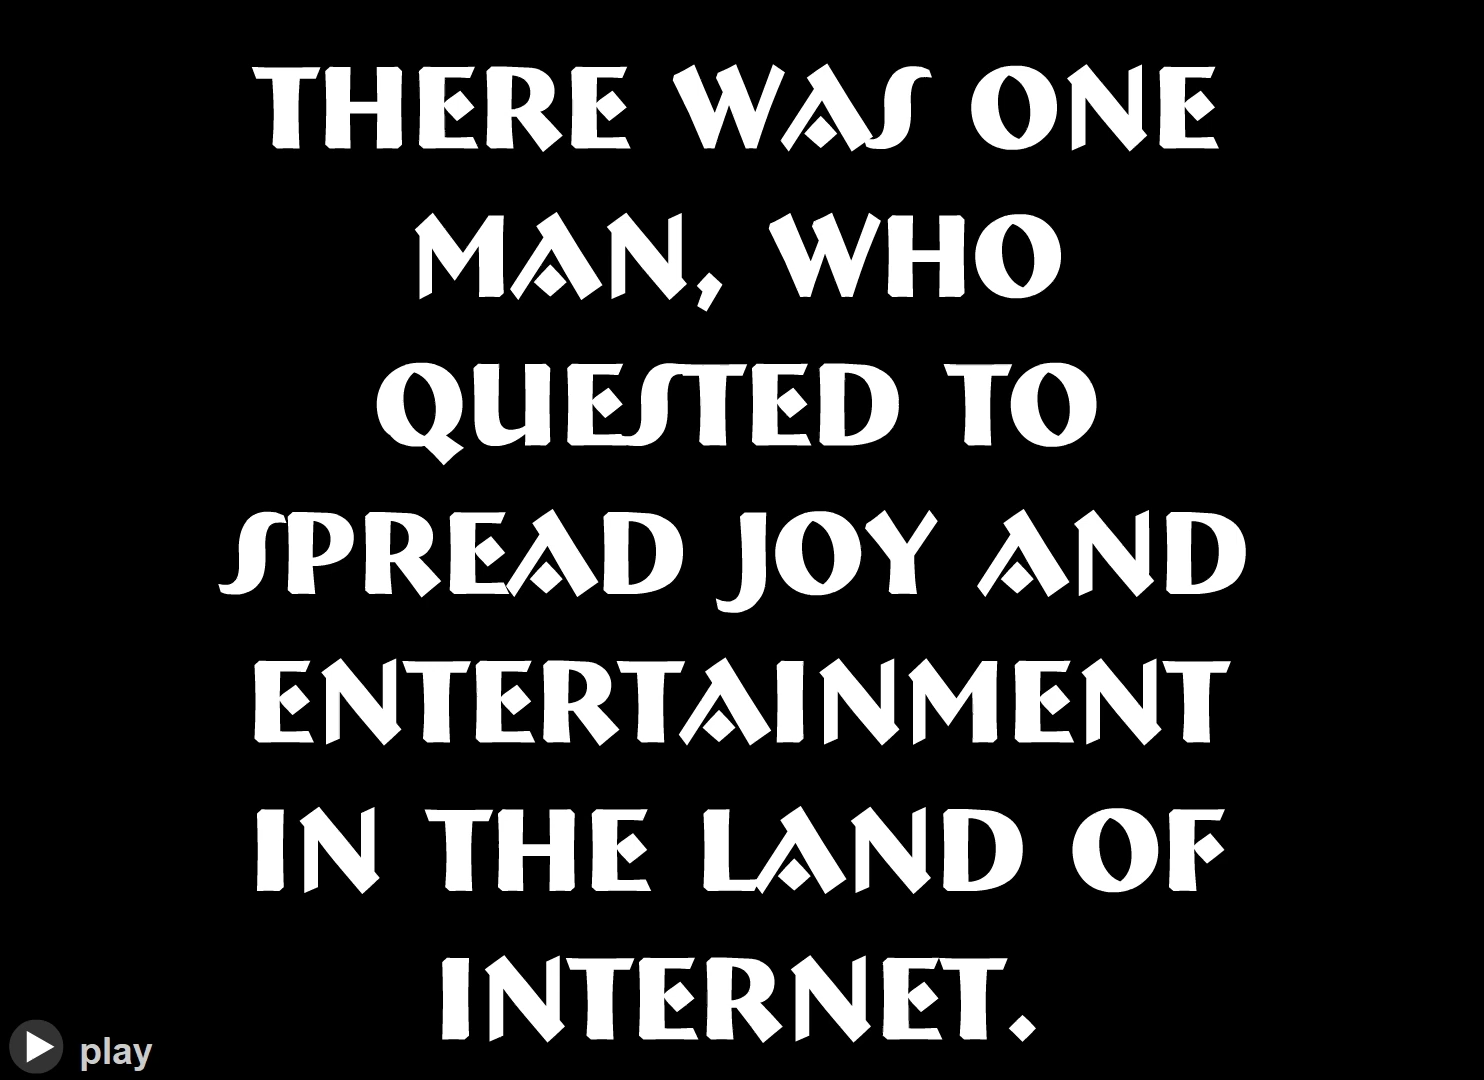 THERE WAS ONE
MAN, WHO
QUESTED TO
SPREAD JOY AND
ENTERTAINMENT
IN THE LAND OF
INTERNET.
play